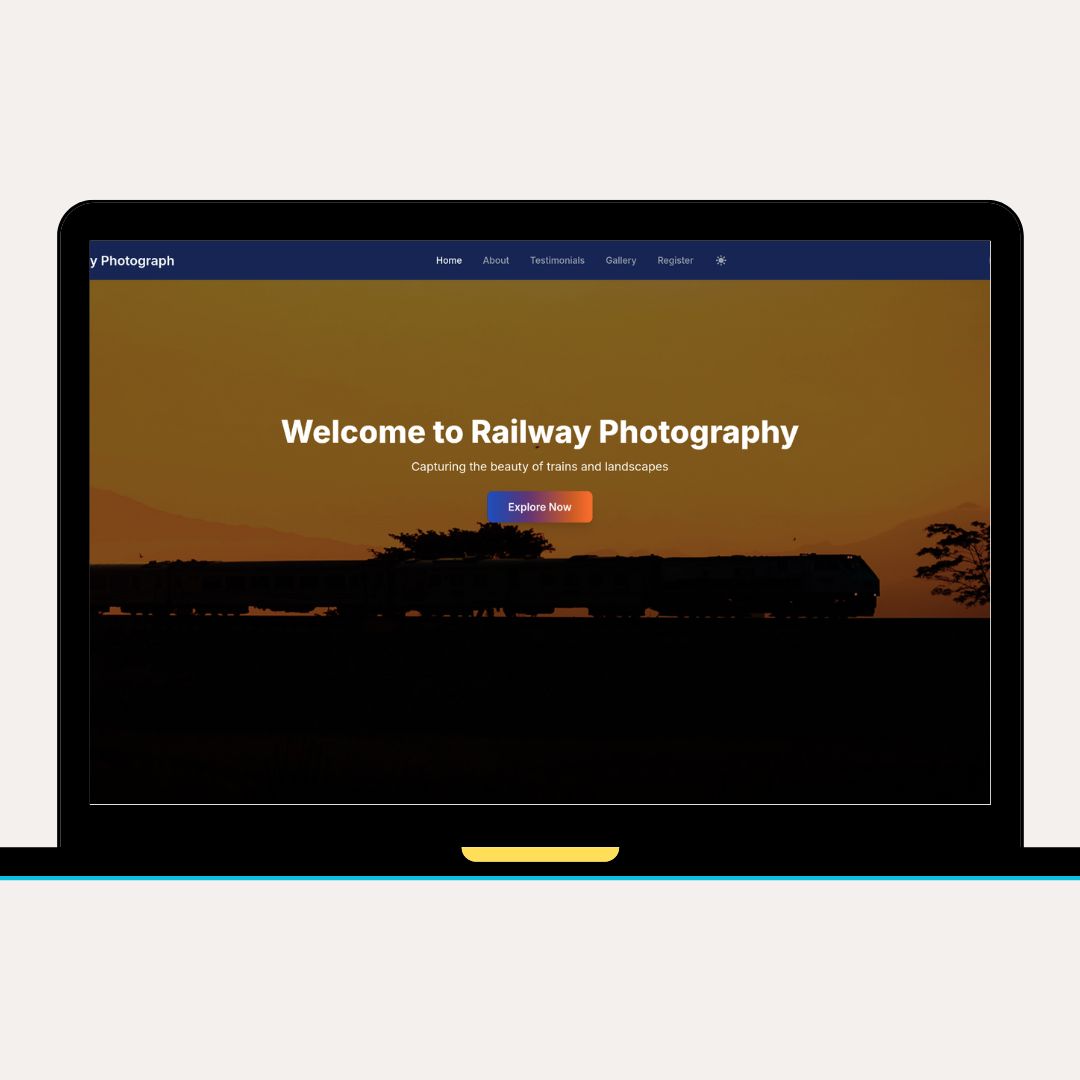 y Photograph
Home About Testimonials Gallery Register
Welcome to Railway Photography
Capturing the beauty of trains and landscapes
Explore Now